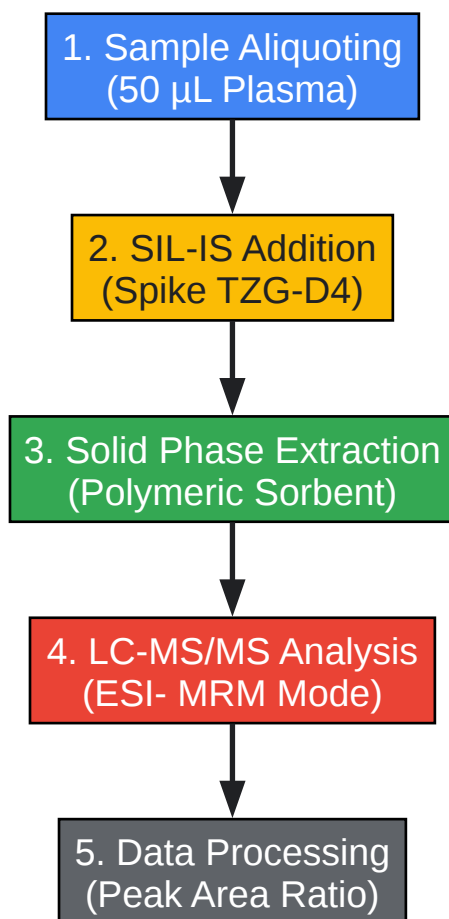 1. Sample Aliquoting
(50 µL Plasma)
2. SIL-IS Addition
(Spike TZG-D4)
3. Solid Phase Extraction
(Polymeric Sorbent)
4. LC-MS/MS Analysis
(ESI- MRM Mode)
5. Data Processing
(Peak Area Ratio)